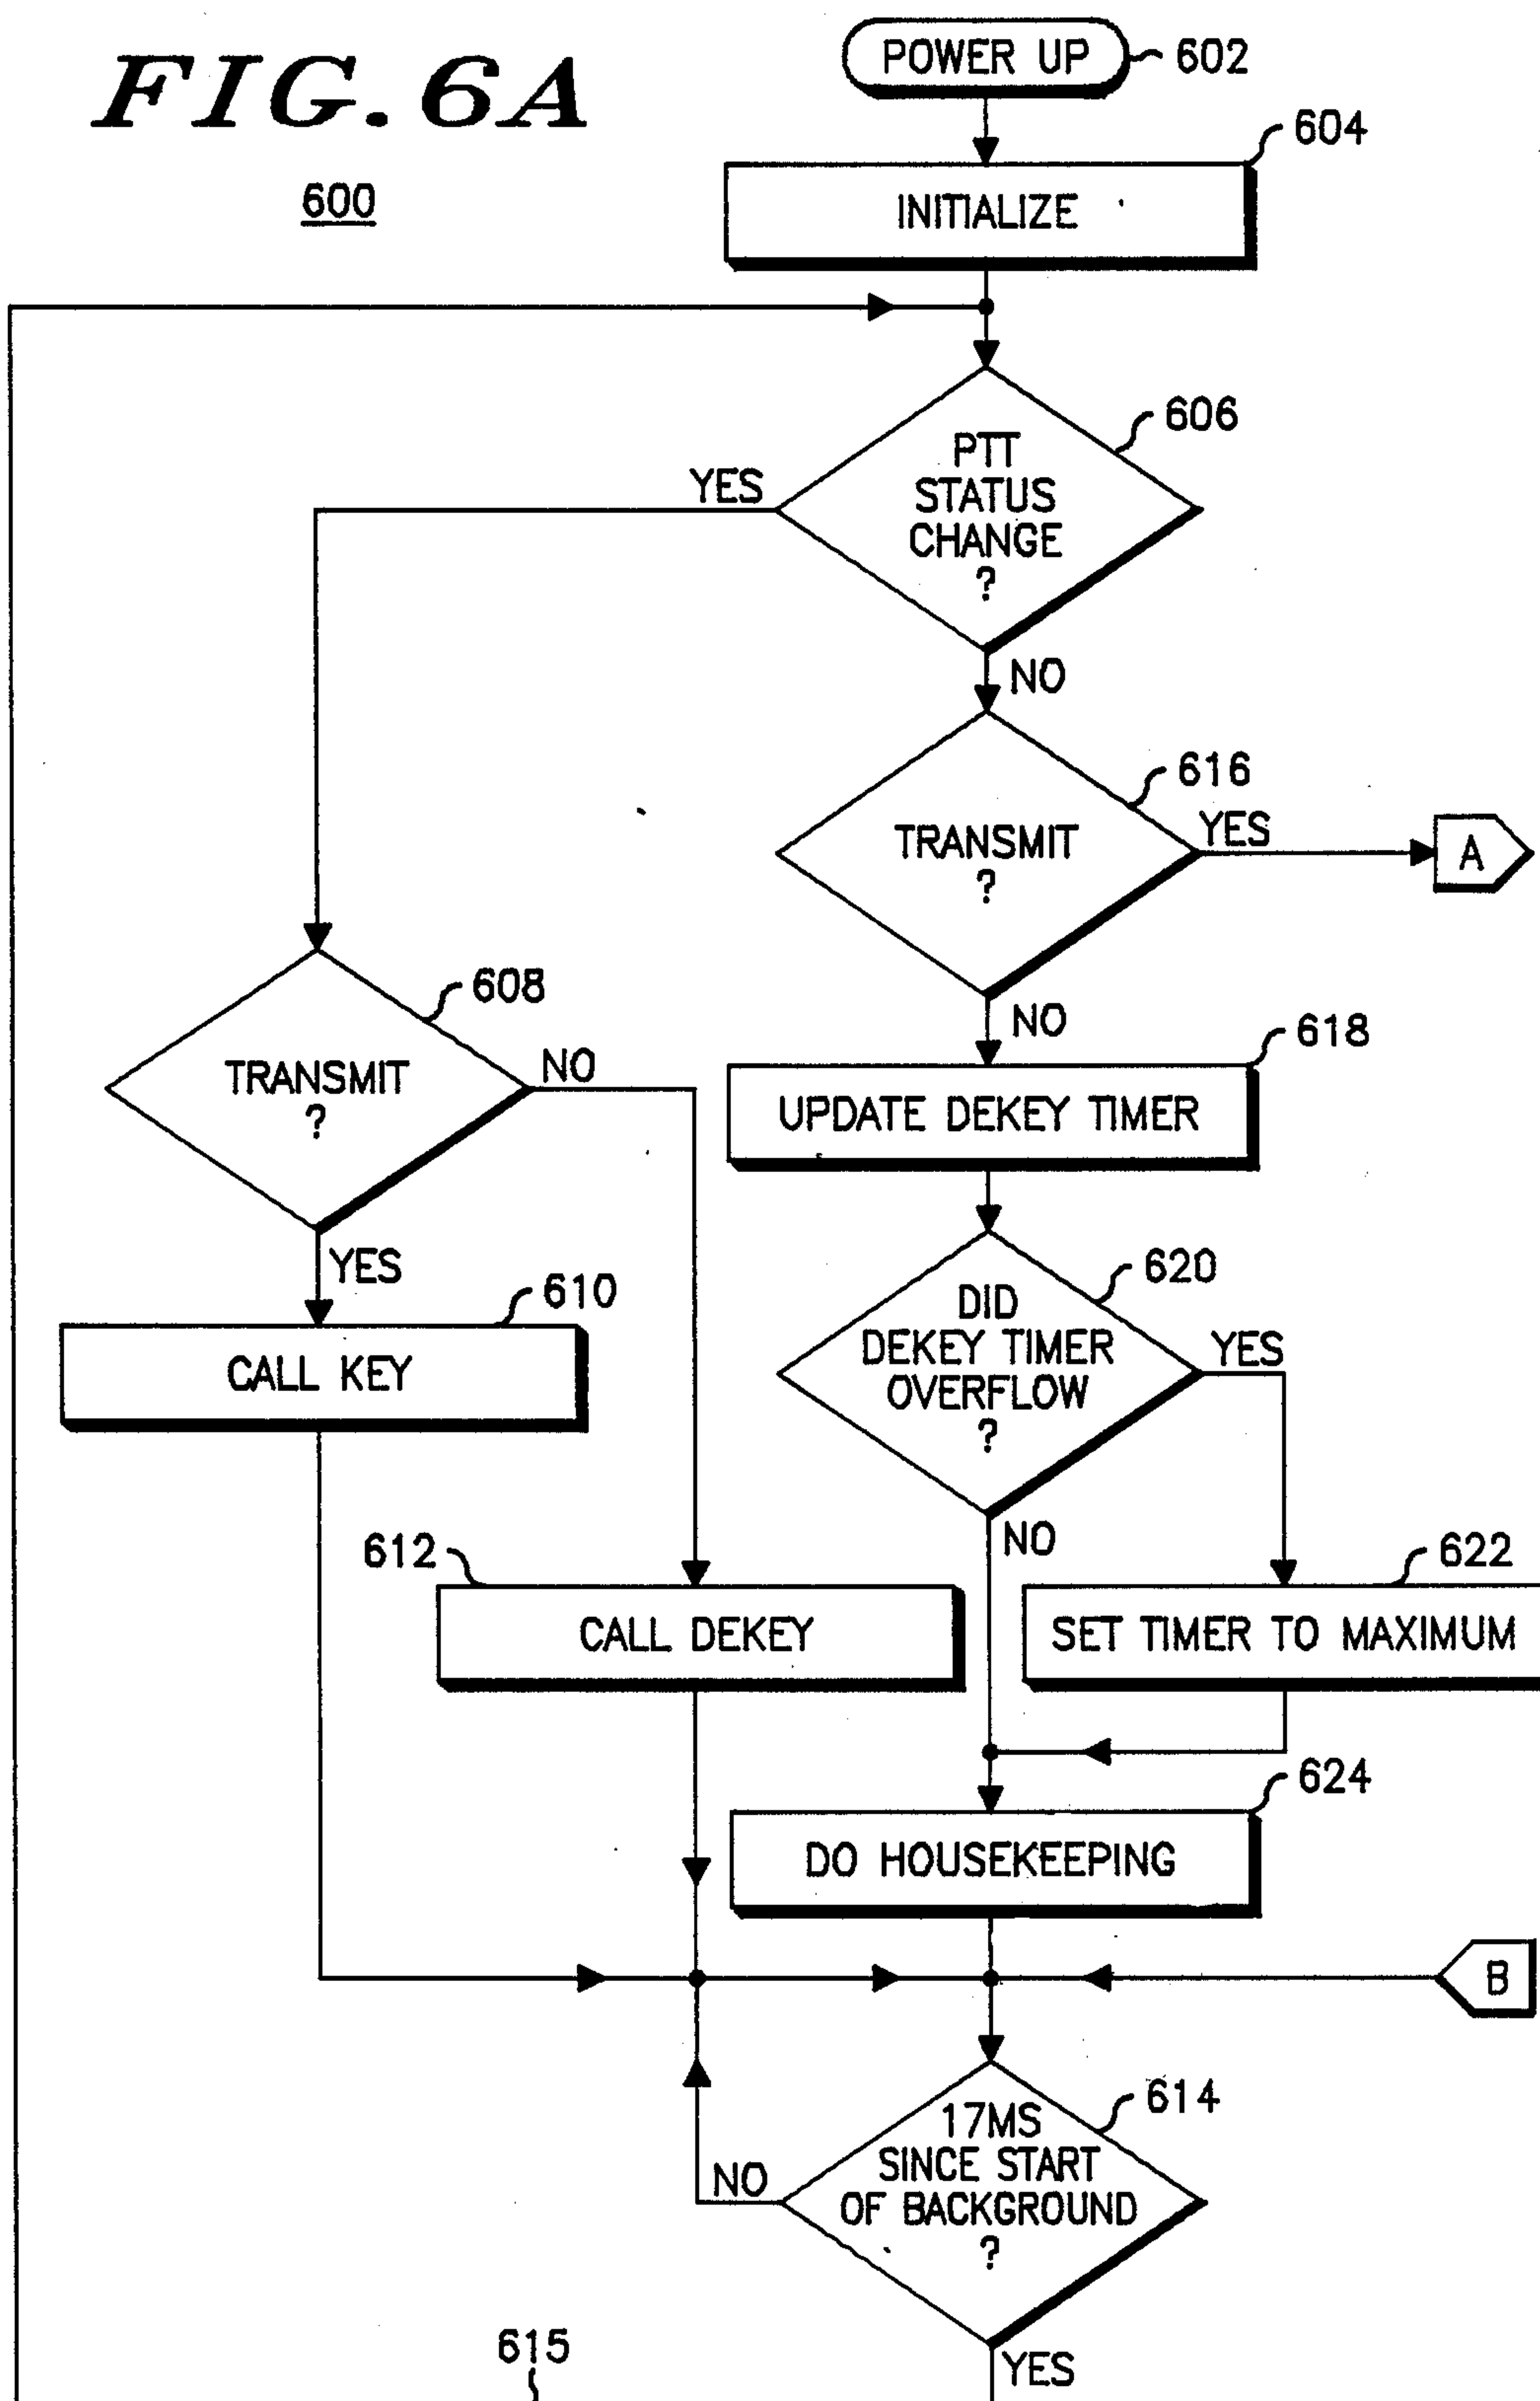 FIG. 6A
600
POWER UP
602
604
INITIALIZE
606
PTT
STATUS
CHANGE
?
YES
NO
616
TRANSMIT
?
YES
A
NO
608
TRANSMIT
?
NO
YES
618
UPDATE DEKEY TIMER
610
CALL KEY
620
DID
DEKEY TIMER
OVERFLOW
?
YES
NO
612
CALL DEKEY
622
SET TIMER TO MAXIMUM
624
DO HOUSEKEEPING
B
614
17MS
SINCE START
OF BACKGROUND
?
NO
YES
615